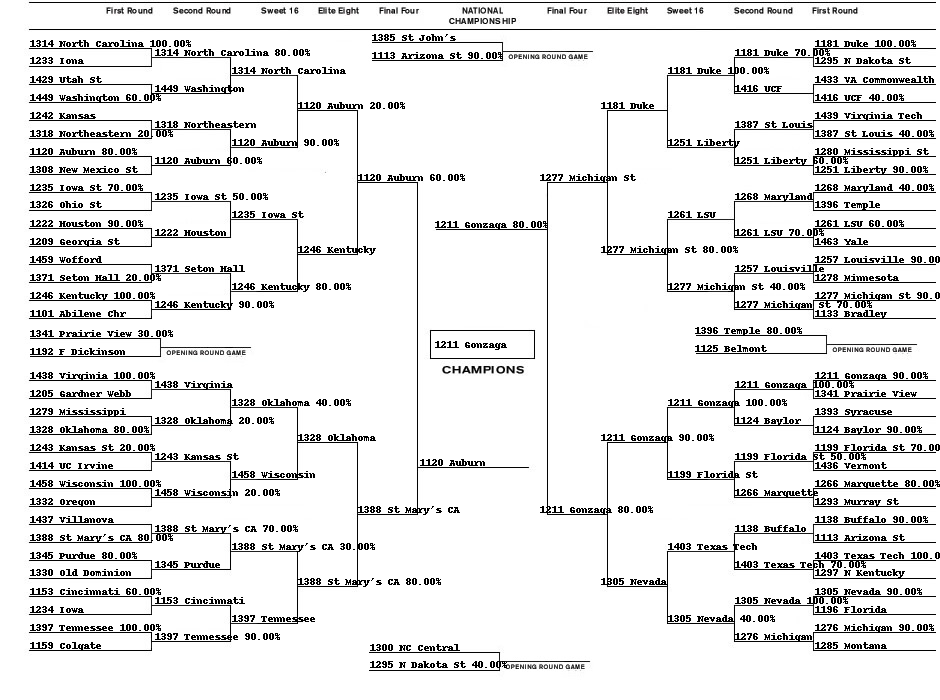 First Round Second Round Sweet 16 Elite Eight Final Four NATIONAL CHAMPIONSHIP Final Four Elite Eight Sweet 16 Second Round First Round
1385 St John's
1113 Arizona St 90.00%
OPENING ROUND GAME
1314 North Carolina 100.00%
1233 Iona
1429 Utah St
1449 Washington 60.00%
1242 Kansas
1318 Northeastern 20.00%
1120 Auburn 80.00%
1308 New Mexico St
1235 Iowa St 70.00%
1326 Ohio St
1222 Houston 90.00%
1209 Georgia St
1459 Wofford
1371 Seton Hall 20.00%
1246 Kentucky 100.00%
1101 Abilene Chr
1314 North Carolina 80.00%
1449 Washington
1318 Northeastern
1120 Auburn 60.00%
1235 Iowa St 50.00%
1222 Houston
1371 Seton Hall
1246 Kentucky 90.00%
1314 North Carolina
1120 Auburn 90.00%
1235 Iowa St
1246 Kentucky 80.00%
1120 Auburn 20.00%
1246 Kentucky
1120 Auburn 60.00%
1341 Prairie View 30.00%
1192 F Dickinson
OPENING ROUND GAME
1438 Virginia 100.00%
1205 Gardner Webb
1279 Mississippi
1328 Oklahoma 80.00%
1243 Kansas St 20.00%
1414 UC Irvine
1458 Wisconsin 100.00%
1332 Oregon
1437 Villanova
1388 St Mary's CA 80.00%
1345 Purdue 80.00%
1330 Old Dominion
1153 Cincinnati 60.00%
1234 Iowa
1397 Tennessee 100.00%
1159 Colgate
1438 Virginia
1328 Oklahoma 20.00%
1243 Kansas St
1458 Wisconsin 20.00%
1388 St Mary's CA 70.00%
1345 Purdue
1153 Cincinnati
1397 Tennessee 90.00%
1328 Oklahoma 40.00%
1458 Wisconsin
1388 St Mary's CA 30.00%
1397 Tennessee
1328 Oklahoma
1388 St Mary's CA 80.00%
1388 St Mary's CA
1211 Gonzaga 80.00%
1211 Gonzaga
CHAMPIONS
1120 Auburn
1300 NC Central
1295 N Dakota St 40.00%
OPENING ROUND GAME
1277 Michigan St
1181 Duke
1277 Michigan St 80.00%
1181 Duke 100.00%
1251 Liberty
1261 LSU
1277 Michigan St 40.00%
1181 Duke 70.00%
1416 UCF
1387 St Louis
1251 Liberty 60.00%
1268 Maryland
1261 LSU 70.00%
1257 Louisville
1277 Michigan St 70.00%
1181 Duke 100.00%
1295 N Dakota St
1433 VA Commonwealth
1416 UCF 40.00%
1439 Virginia Tech
1387 St Louis 40.00%
1280 Mississippi St
1251 Liberty 90.00%
1268 Maryland 40.00%
1396 Temple
1261 LSU 60.00%
1463 Yale
1257 Louisville 90.00
1278 Minnesota
1277 Michigan St 90.0
1133 Bradley
1396 Temple 80.00%
1125 Belmont
OPENING ROUND GAME
1211 Gonzaga 80.00%
1211 Gonzaga 90.00%
1305 Nevada
1211 Gonzaga 100.00%
1199 Florida St
1403 Texas Tech
1305 Nevada 40.00%
1211 Gonzaga 100.00%
1124 Baylor
1199 Florida St 50.00%
1266 Marquette
1138 Buffalo
1403 Texas Tech 70.00%
1305 Nevada 100.00%
1276 Michigan
1211 Gonzaga 90.00%
1341 Prairie View
1393 Syracuse
1124 Baylor 90.00%
1199 Florida St 70.00
1436 Vermont
1266 Marquette 80.00%
1293 Murray St
1138 Buffalo 90.00%
1113 Arizona St
1403 Texas Tech 100.0
1297 N Kentucky
1305 Nevada 90.00%
1196 Florida
1276 Michigan 90.00%
1285 Montana